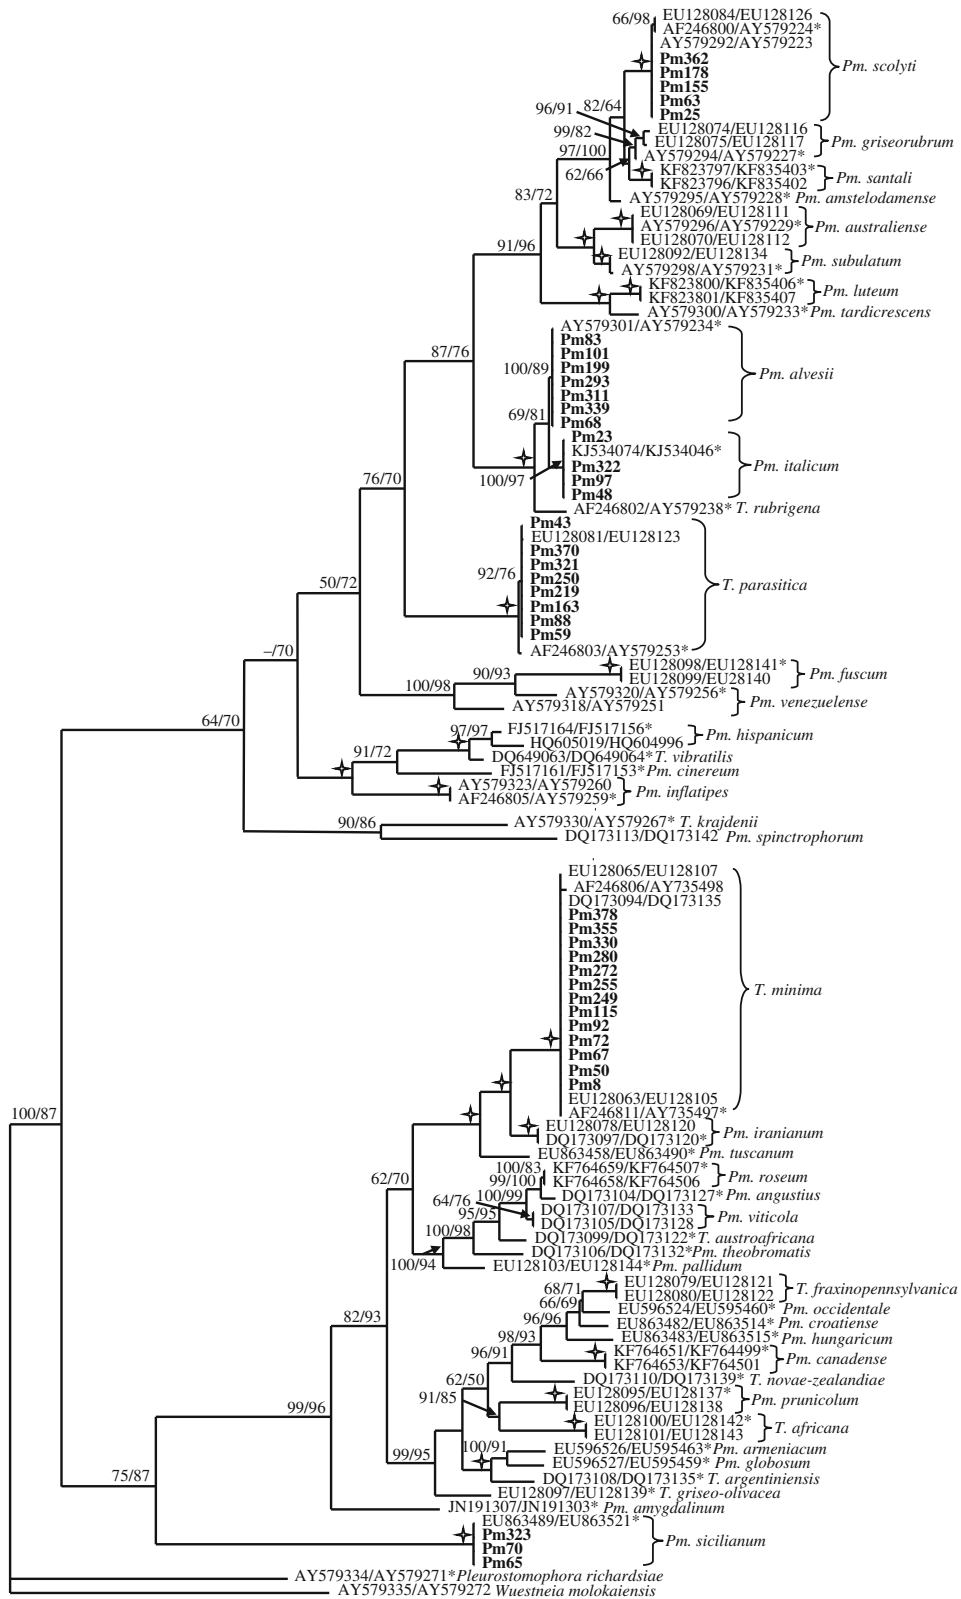 66/98
EU128084/EU128126
AF246800/AY579224*
AY579292/AY579223
Pm362
Pm178
Pm155
Pm63
Pm25
Pm. scolyti
96/91
82/64
99/82
97/100
62/66
EU128074/EU128116
EU128075/EU128117
AY579294/AY579227*
Pm. griseorubrum
KF823797/KF835403*
KF823796/KF835402
Pm. santali
83/72
AY579295/AY579228* Pm. amstelodamense
EU128069/EU128111
AY579296/AY579229*
EU128070/EU128112
Pm. australiense
91/96
EU128092/EU128134
AY579298/AY579231*
Pm. subulatum
KF823800/KF835406*
KF823801/KF835407
Pm. luteum
AY579300/AY579233*Pm. tardicrescens
87/76
100/89
AY579301/AY579234*
Pm83
Pm101
Pm199
Pm293
Pm311
Pm339
Pm68
Pm. alvesii
69/81
100/97
Pm23
KJ534074/KJ534046*
Pm322
Pm97
Pm48
Pm. italicum
76/70
AF246802/AY579238* T. rubrigena
Pm43
EU128081/EU128123
Pm370
Pm321
Pm250
Pm219
Pm163
Pm88
Pm59
AF246803/AY579253*
T. parasitica
92/76
50/72
–/70
90/93
100/98
EU128098/EU128141*
EU128099/EU28140
Pm. fuscum
AY579320/AY579256*
AY579318/AY579251
Pm. venezuelense
64/70
97/97
91/72
FJ517164/FJ517156*
HQ605019/HQ604996
Pm. hispanicum
DQ649063/DQ649064*T. vibratilis
FJ517161/FJ517153*Pm. cinereum
AY579323/AY579260
AF246805/AY579259*
Pm. inflatipes
90/86
AY579330/AY579267* T. krajdenii
DQ173113/DQ173142 Pm. spinctrophorum
EU128065/EU128107
AF246806/AY735498
DQ173094/DQ173135
Pm378
Pm355
Pm330
Pm280
Pm272
Pm255
Pm249
Pm115
Pm92
Pm72
Pm67
Pm50
Pm8
EU128063/EU128105
AF246811/AY735497*
T. minima
100/87
EU128078/EU128120
DQ173097/DQ173120*
Pm. iranianum
EU863458/EU863490* Pm. tuscanum
62/70
100/83
99/100
100/99
64/76
95/95
100/98
100/94
KF764659/KF764507*
KF764658/KF764506
Pm. roseum
DQ173104/DQ173127*Pm. angustius
DQ173107/DQ173133
DQ173105/DQ173128
Pm. viticola
DQ173099/DQ173122*T. austroafricana
DQ173106/DQ173132*Pm. theobromatis
EU128103/EU128144*Pm. pallidum
82/93
68/71
66/69
96/96
98/93
96/91
62/50
91/85
EU128079/EU128121
EU128080/EU128122
T. fraxinopennsylvanica
EU596524/EU595460* Pm. occidentale
EU863482/EU863514* Pm. croatiense
EU863483/EU863515*Pm. hungaricum
KF764651/KF764499*
KF764653/KF764501
Pm. canadense
DQ173110/DQ173139* T. novae-zealandiae
EU128095/EU128137*
EU128096/EU128138
Pm. prunicolum
EU128100/EU128142*
EU128101/EU128143
T. africana
99/96
99/95
100/91
EU596526/EU595463*Pm. armeniacum
EU596527/EU595459* Pm. globosum
DQ173108/DQ173135* T. argentiniensis
EU128097/EU128139* T. griseo-olivacea
75/87
JN191307/JN191303* Pm. amygdalinum
EU863489/EU863521*
Pm323
Pm70
Pm65
Pm. sicilianum
AY579334/AY579271*Pleurostomophora richardsiae
AY579335/AY579272 Wuestneia molokaiensis